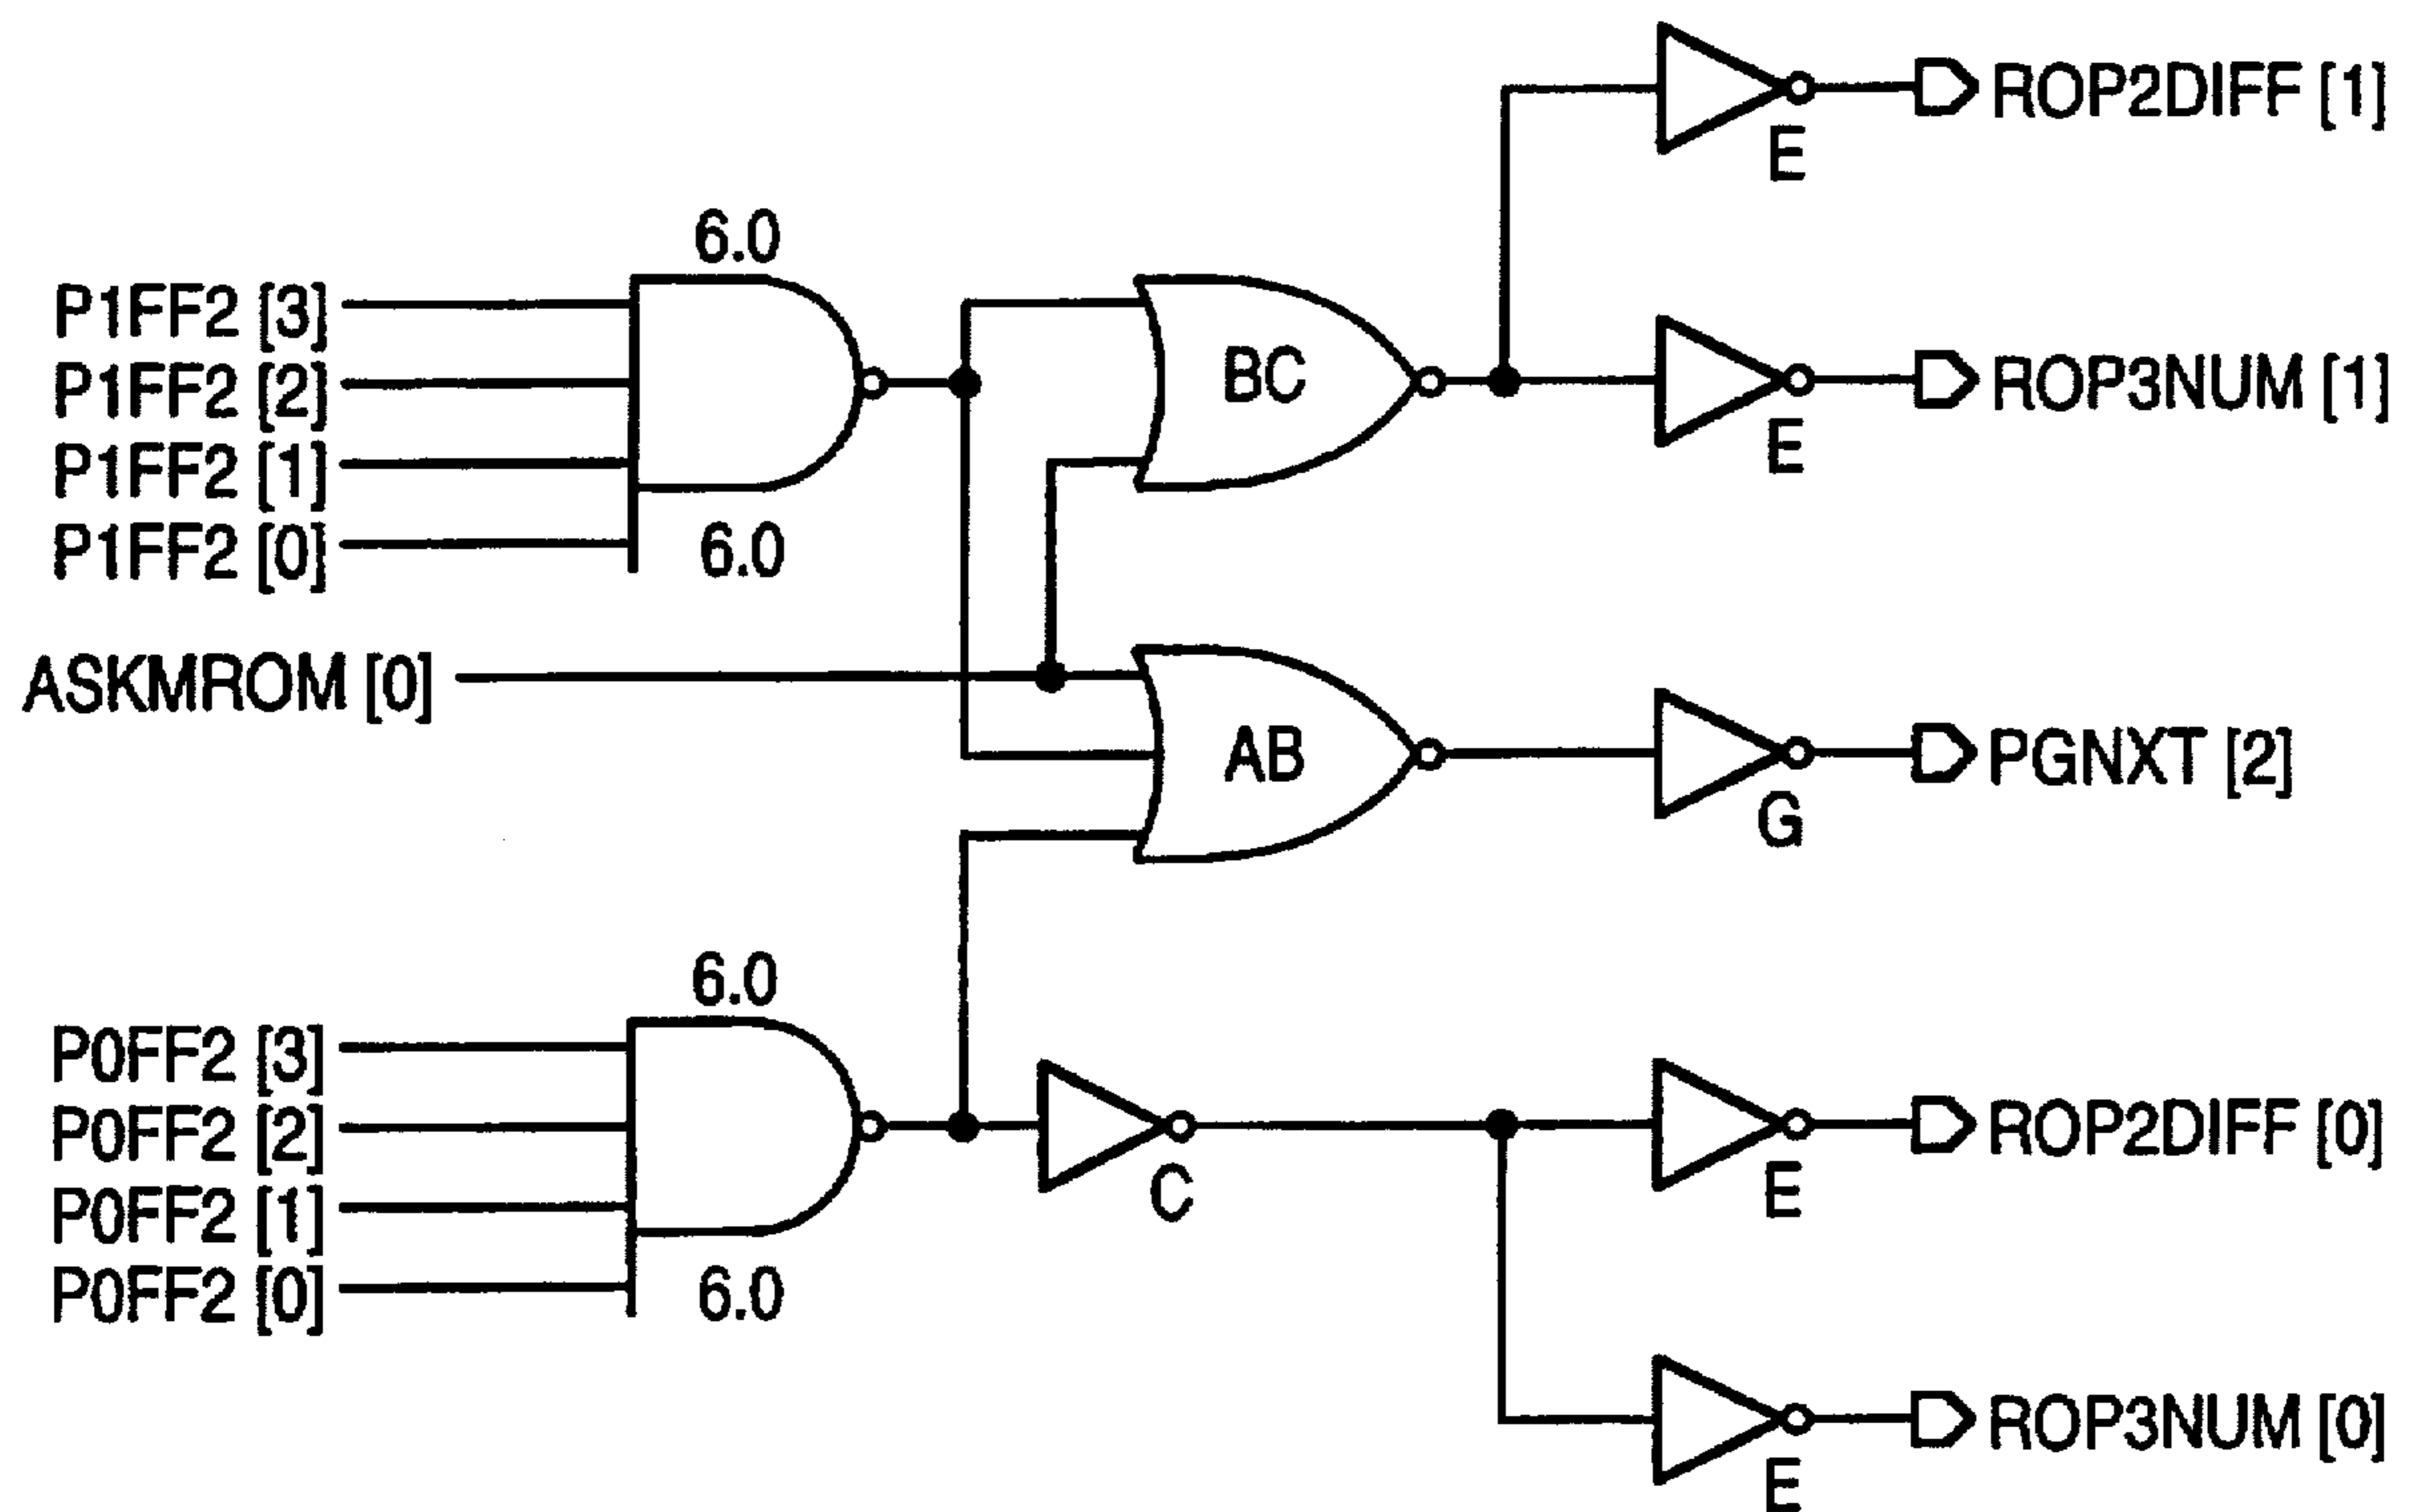 ROP2DIFF [1]
E
6.0
P1FF2 [3]
P1FF2 [2]
P1FF2 [1]
P1FF2 [0]
6.0
BC
ROP3NUM [1]
E
ASKMROM [0]
AB
PGNXT [2]
G
6.0
P0FF2 [3]
P0FF2 [2]
P0FF2 [1]
P0FF2 [0]
6.0
C
ROP2DIFF [0]
E
ROP3NUM [0]
E